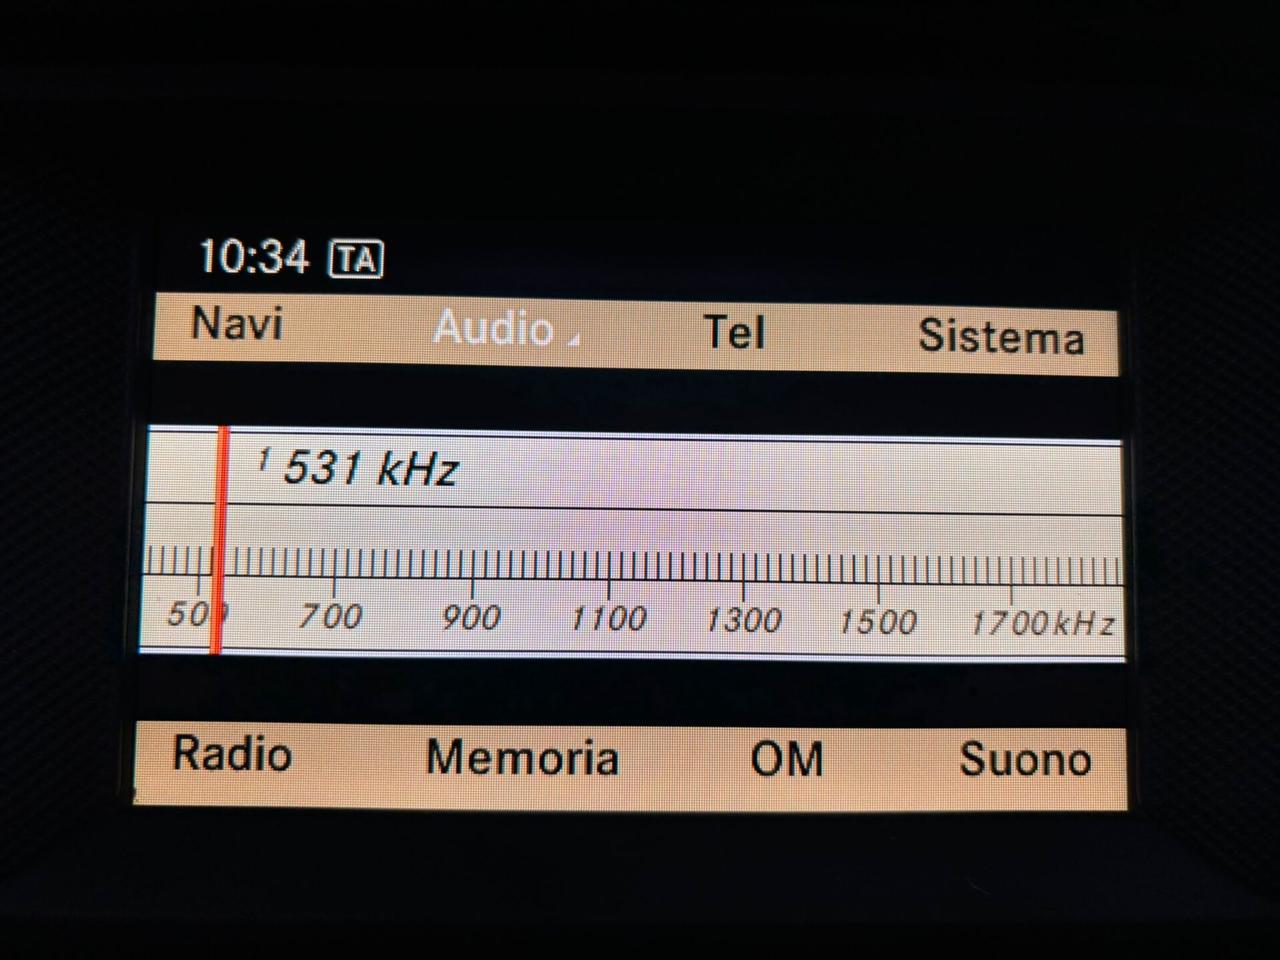 10:34 TA
Navi Audio Tel Sistema
1 531 kHz
500 700 900 1100 1300 1500 1700kHz
Radio Memoria OM Suono